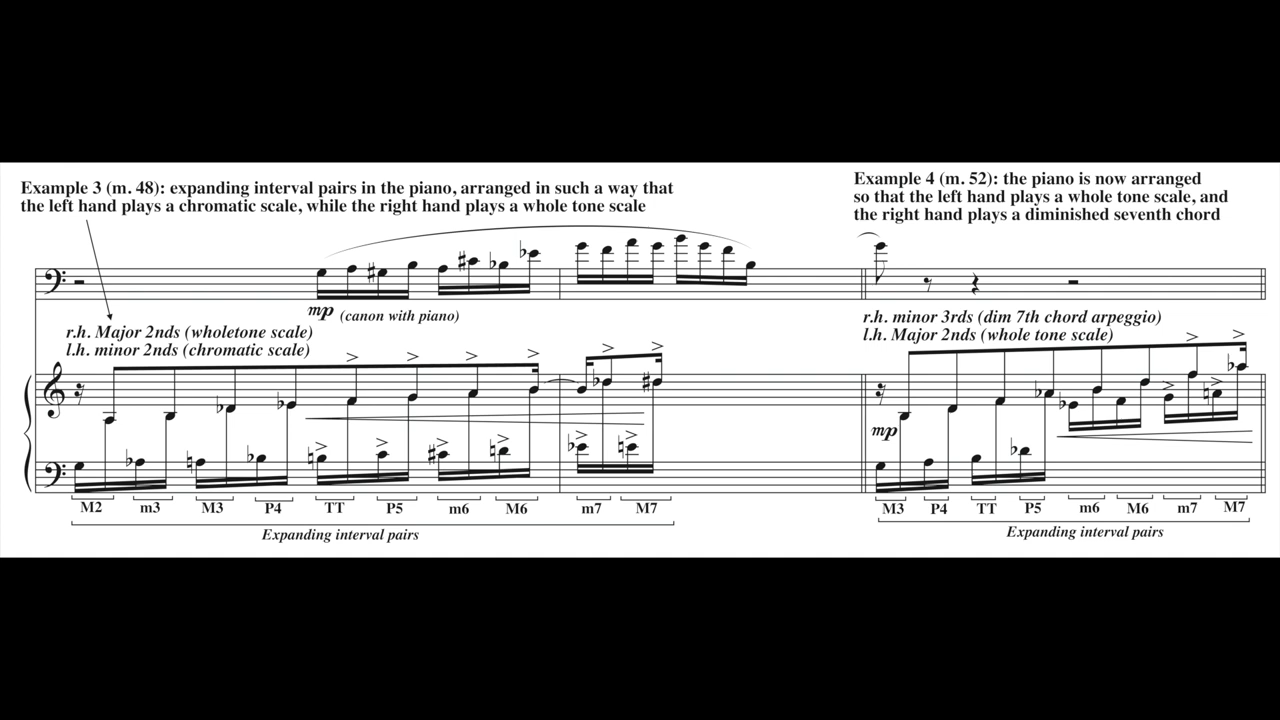 Example 3 (m. 48): expanding interval pairs in the piano, arranged in such a way that
the left hand plays a chromatic scale, while the right hand plays a whole tone scale
Example 4 (m. 52): the piano is now arranged
so that the left hand plays a whole tone scale, and
the right hand plays a diminished seventh chord
mp (canon with piano)
r.h. Major 2nds (wholetone scale)
l.h. minor 2nds (chromatic scale)
r.h. minor 3rds (dim 7th chord arpeggio)
l.h. Major 2nds (whole tone scale)
mp
M2 m3 M3 P4 TT P5 m6 M6 m7 M7
Expanding interval pairs
M3 P4 TT P5 m6 M6 m7 M7
Expanding interval pairs